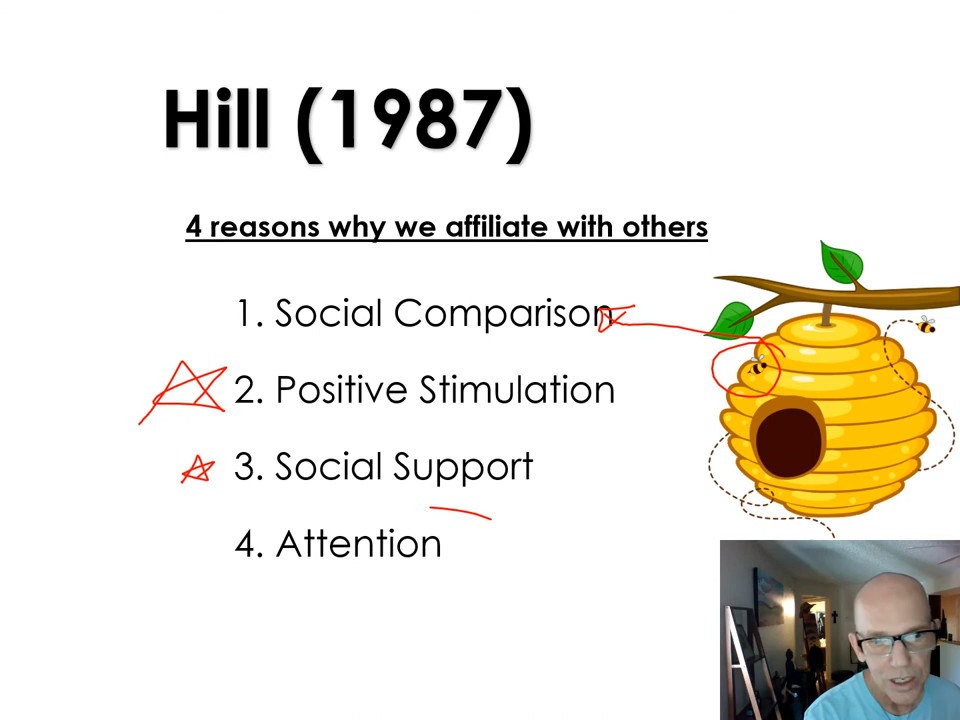 Hill (1987)
4 reasons why we affiliate with others
1. Social Comparison
2. Positive Stimulation
3. Social Support
4. Attention